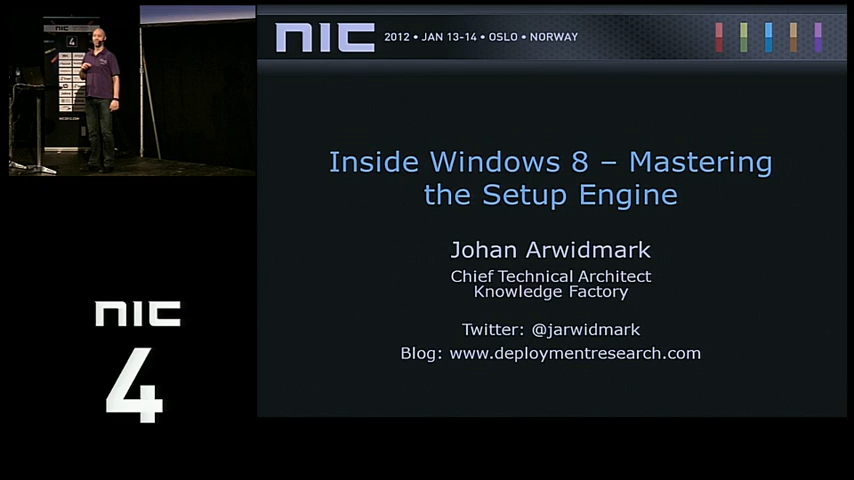 NIC
2012 • JAN 13-14 • OSLO • NORWAY
Inside Windows 8 – Mastering
the Setup Engine
Johan Arwidmark
Chief Technical Architect
Knowledge Factory
Twitter: @jarwidmark
Blog: www.deploymentresearch.com
NIC
4
4